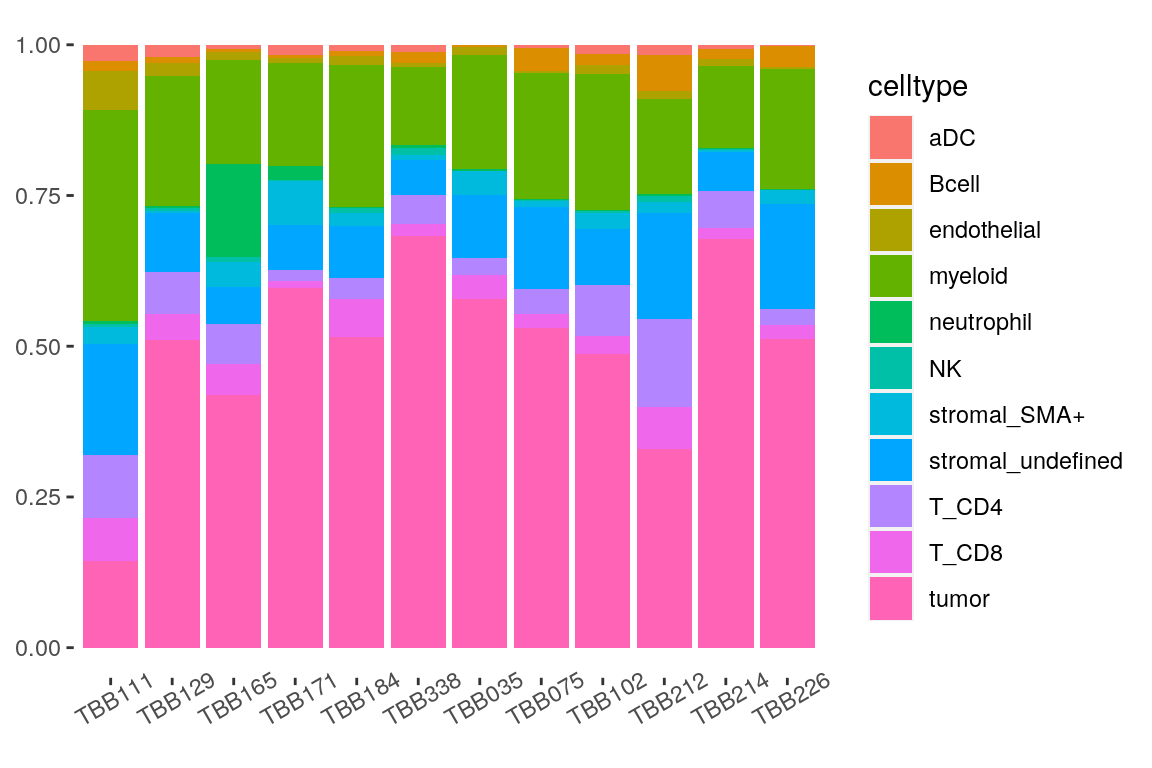 1.00
0.75
0.50
0.25
0.00
TBB111
TBB129
TBB165
TBB171
TBB184
TBB338
TBB035
TBB075
TBB102
TBB212
TBB214
TBB226
celltype
aDC
Bcell
endothelial
myeloid
neutrophil
NK
stromal_SMA+
stromal_undefined
T_CD4
T_CD8
tumor